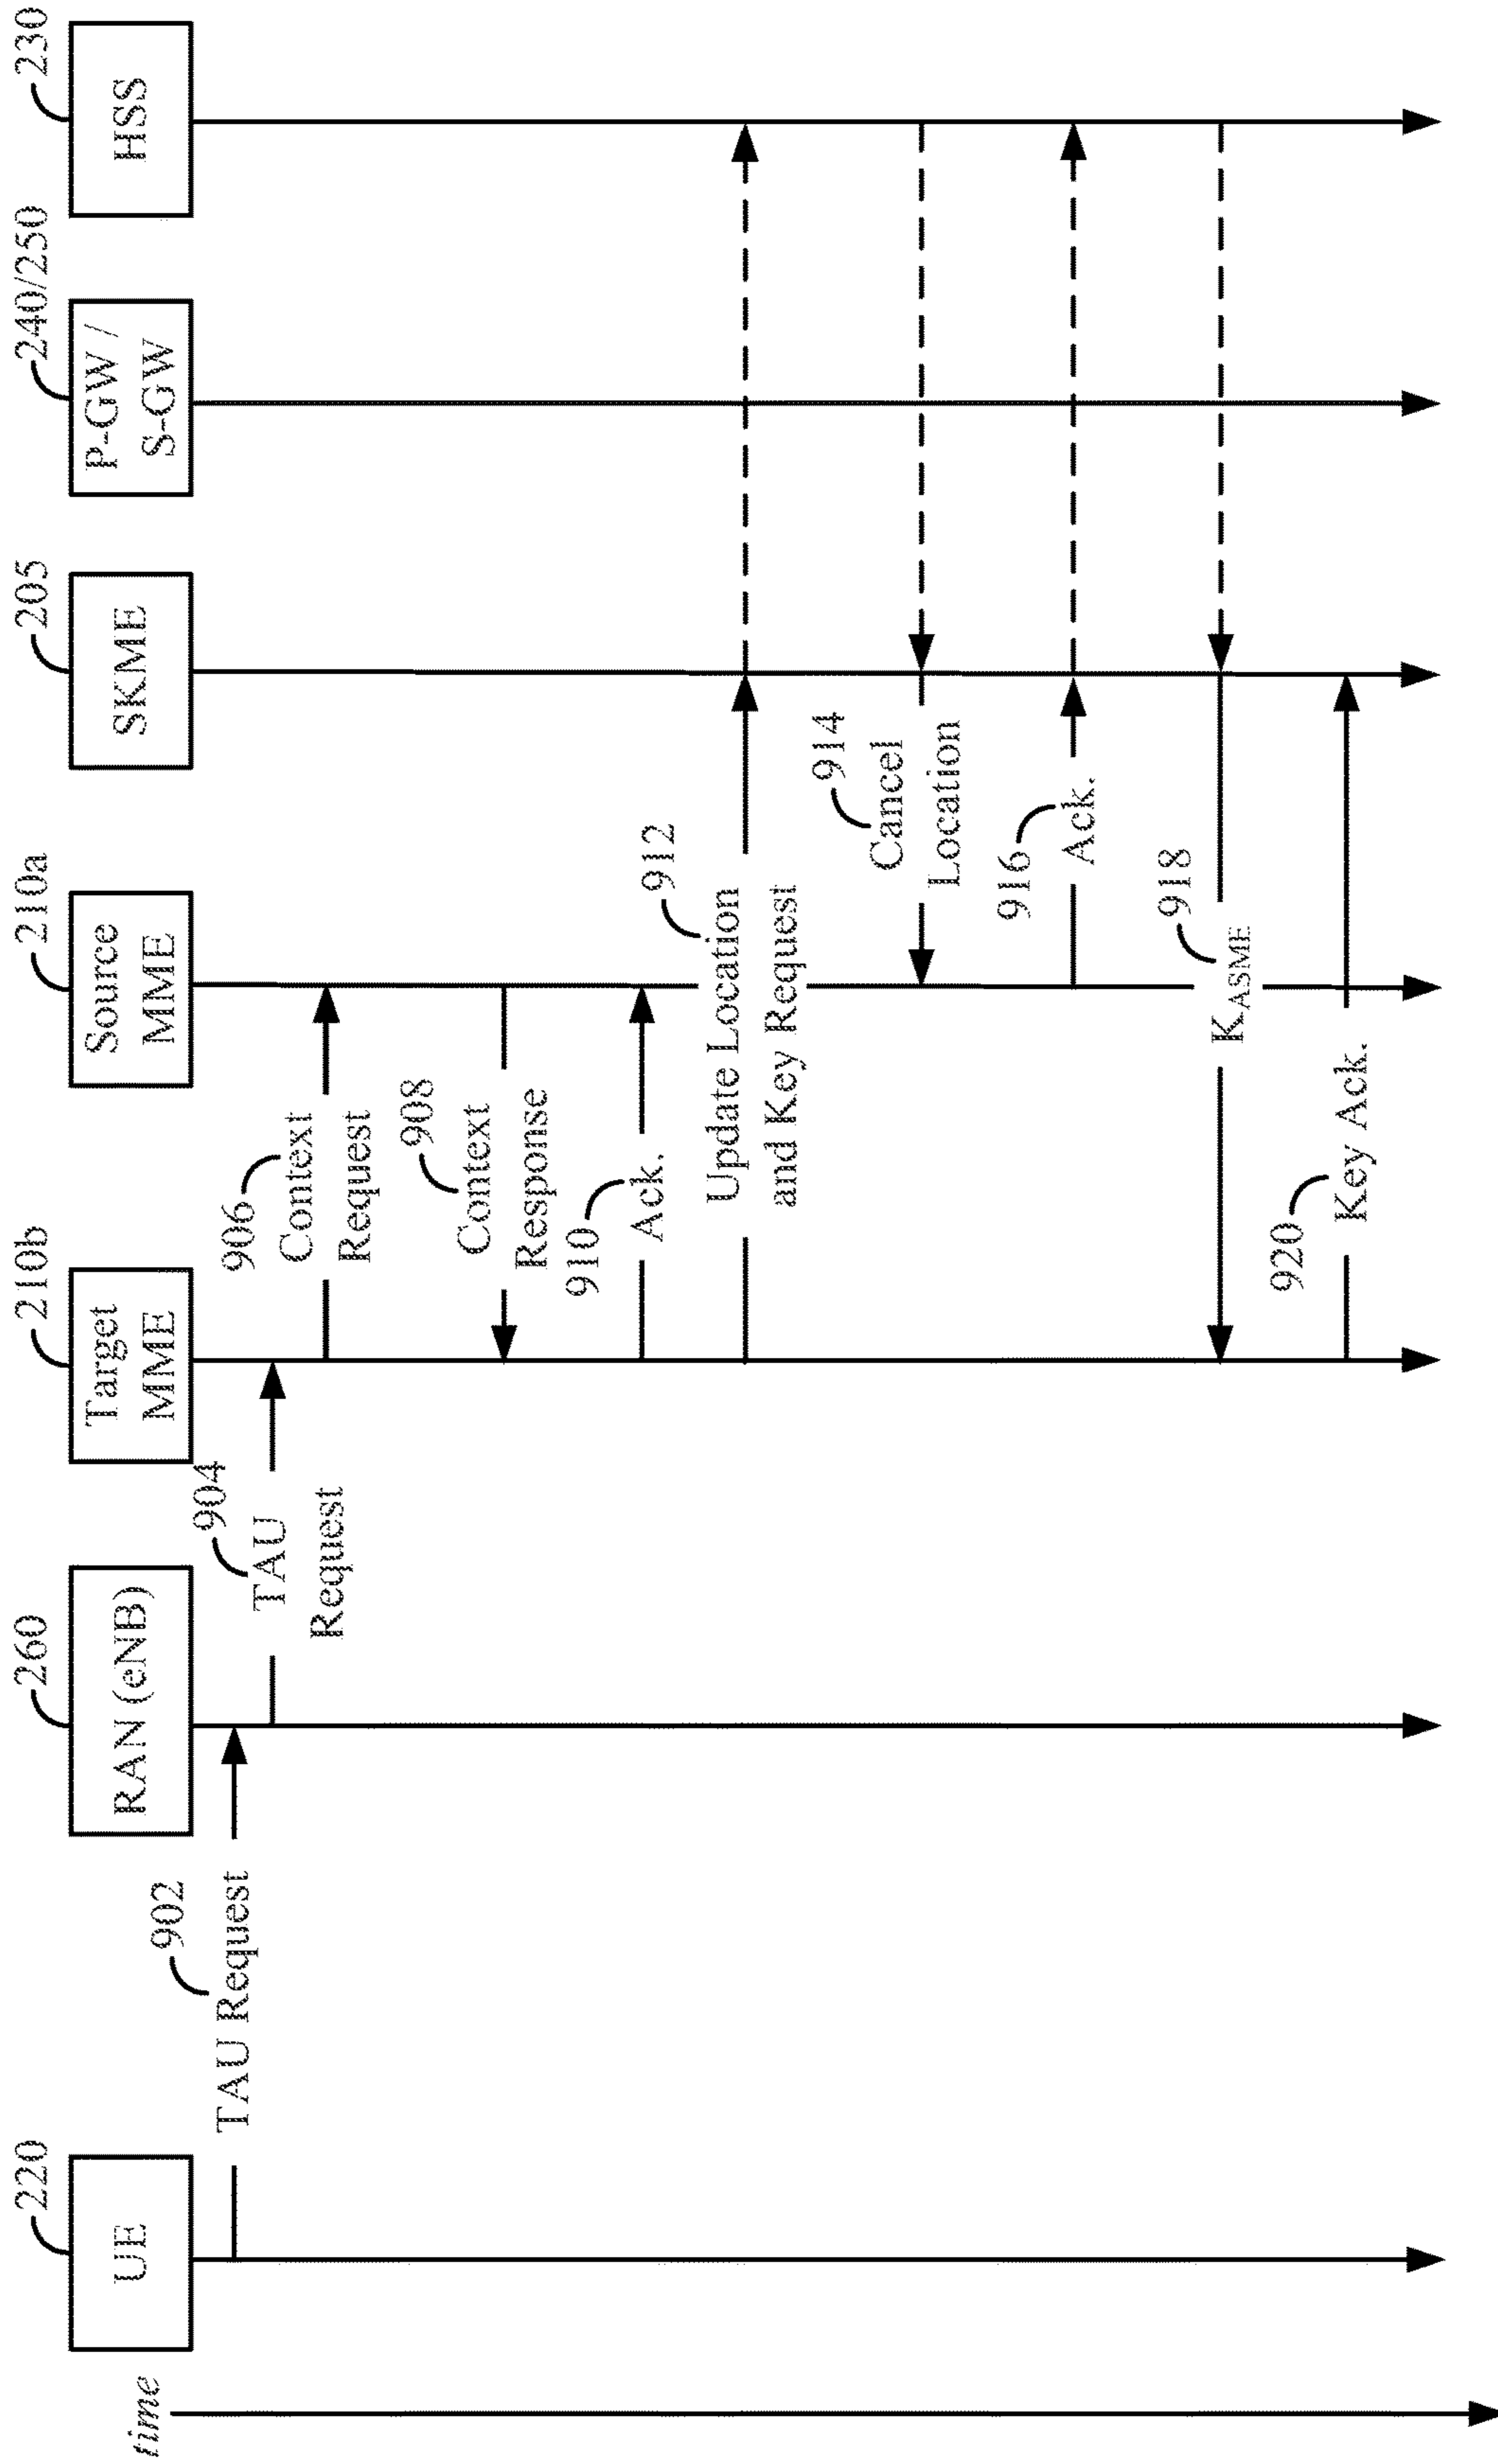 time
220
UE
260
RAN (eNB)
210b
Target
MME
210a
Source
MME
205
SKME
240/250
P-GW /
S-GW
230
HSS
902
TAU Request
904
TAU
Request
906
Context
Request
908
Context
Response
910
Ack.
912
Update Location
and Key Request
914
Cancel
Location
916
Ack.
918
K_ASME
920
Key Ack.